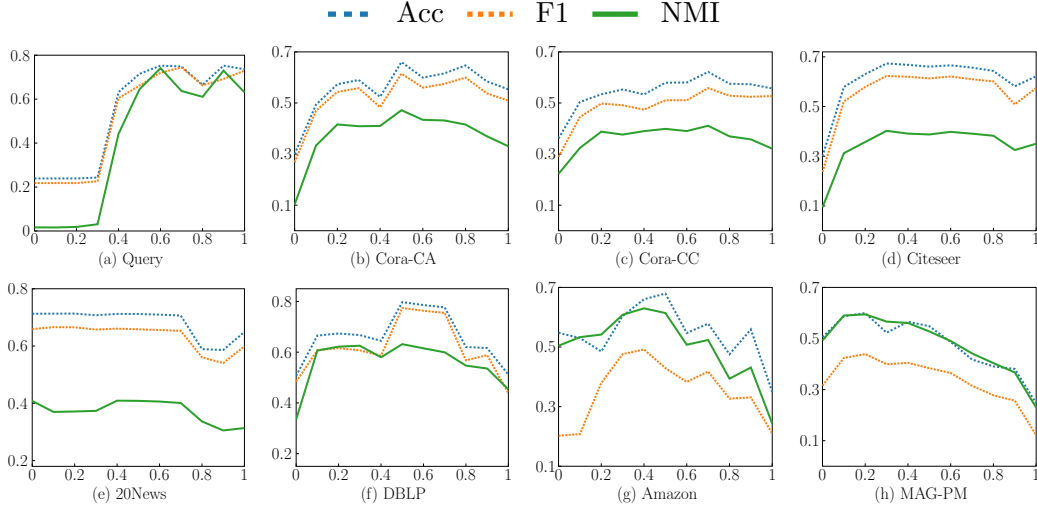 Acc F1 NMI
0.8
0.6
0.4
0.2
0
0 0.2 0.4 0.6 0.8 1
(a) Query
0.7
0.5
0.3
0.1
0 0.2 0.4 0.6 0.8 1
(b) Cora-CA
0.7
0.5
0.3
0.1
0 0.2 0.4 0.6 0.8 1
(c) Cora-CC
0.7
0.5
0.3
0.1
0 0.2 0.4 0.6 0.8 1
(d) Citeseer
0.8
0.6
0.4
0.2
0 0.2 0.4 0.6 0.8 1
(e) 20News
0.8
0.6
0.4
0.2
0 0.2 0.4 0.6 0.8 1
(f) DBLP
0.7
0.5
0.3
0.1
0 0.2 0.4 0.6 0.8 1
(g) Amazon
0.7
0.5
0.3
0.1
0 0.2 0.4 0.6 0.8 1
(h) MAG-PM